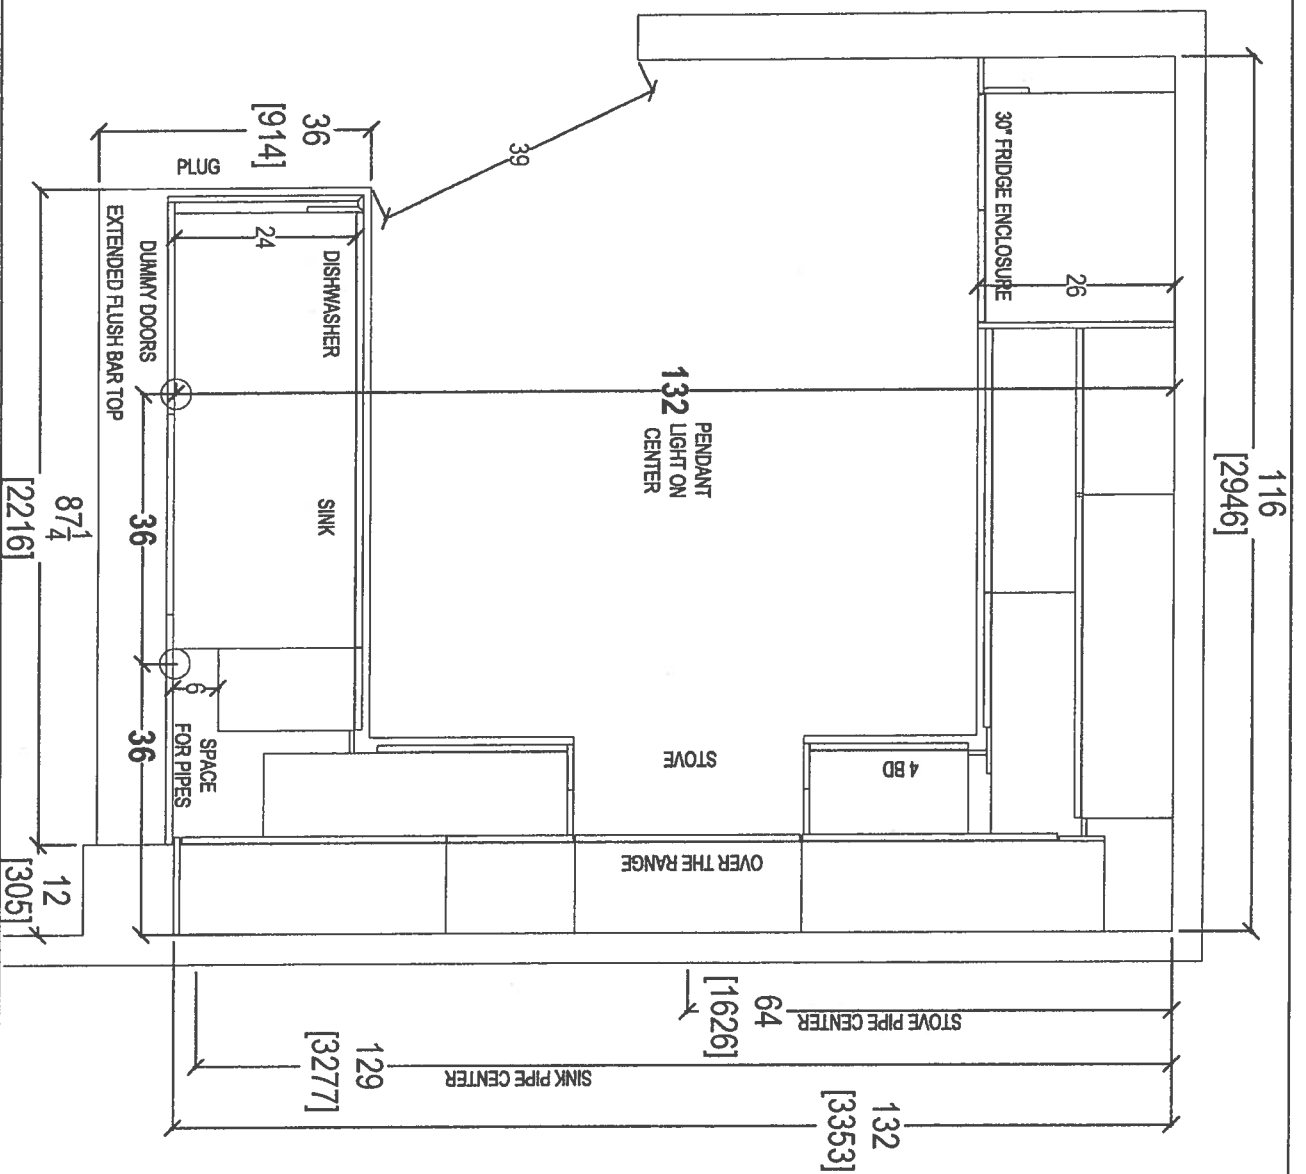 116
[2946]
30" FRIDGE ENCLOSURE
26
39
36
[914]
PLUG
24
DISHWASHER
DUMMY DOORS
EXTENDED FLUSH BAR TOP
132
PENDANT
LIGHT ON
CENTER
SINK
36
87 1/4
[2216]
6
SPACE
FOR PIPES
36
STOVE
4 BD
OVER THE RANGE
12
[305]
64
[1626]
STOVE PIPE CENTER
129
[3277]
SINK PIPE CENTER
132
[3353]